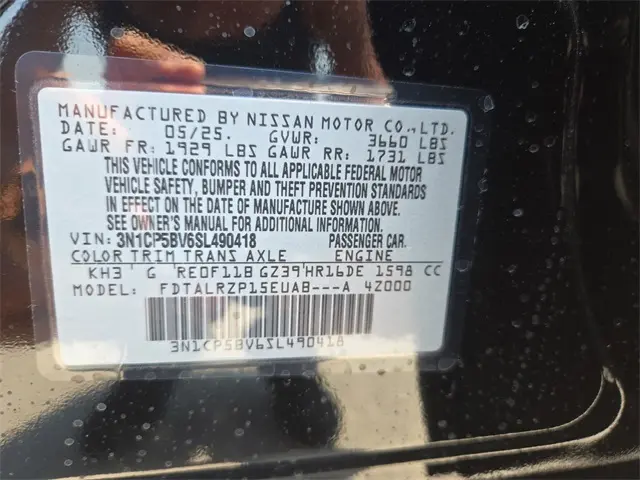 MANUFACTURED BY NISSAN MOTOR CO., LTD.
DATE: 05/25. GVWR: 3660 LBS
GAWR FR: 1929 LBS GAWR RR: 1731 LBS
THIS VEHICLE CONFORMS TO ALL APPLICABLE FEDERAL MOTOR
VEHICLE SAFETY, BUMPER AND THEFT PREVENTION STANDARDS
IN EFFECT ON THE DATE OF MANUFACTURE SHOWN ABOVE.
SEE OWNER'S MANUAL FOR ADDITIONAL INFORMATION.
VIN: 3N1CP5BV6SL490418 PASSENGER CAR.
COLOR TRIM TRANS AXLE ENGINE
KH3 G RE0F11B GZ39 HR16DE 1598 CC
MODEL: FDTALRZP15EUAB---A 4Z000
3N1CP5BV6SL490418